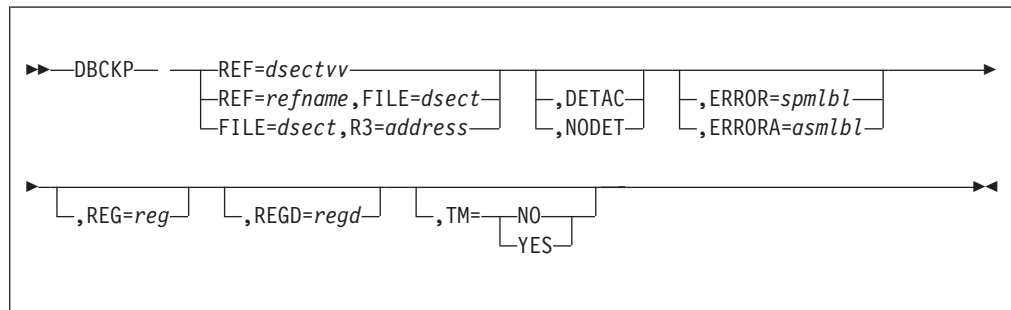 DBCKP REF=dsectvv
REF=refname,FILE=dsect ,DETAC ,ERROR=spmlbl
FILE=dsect,R3=address ,NODET ,ERRORA=asmlbl
,REG=reg ,REGD=regd ,TM= NO
YES